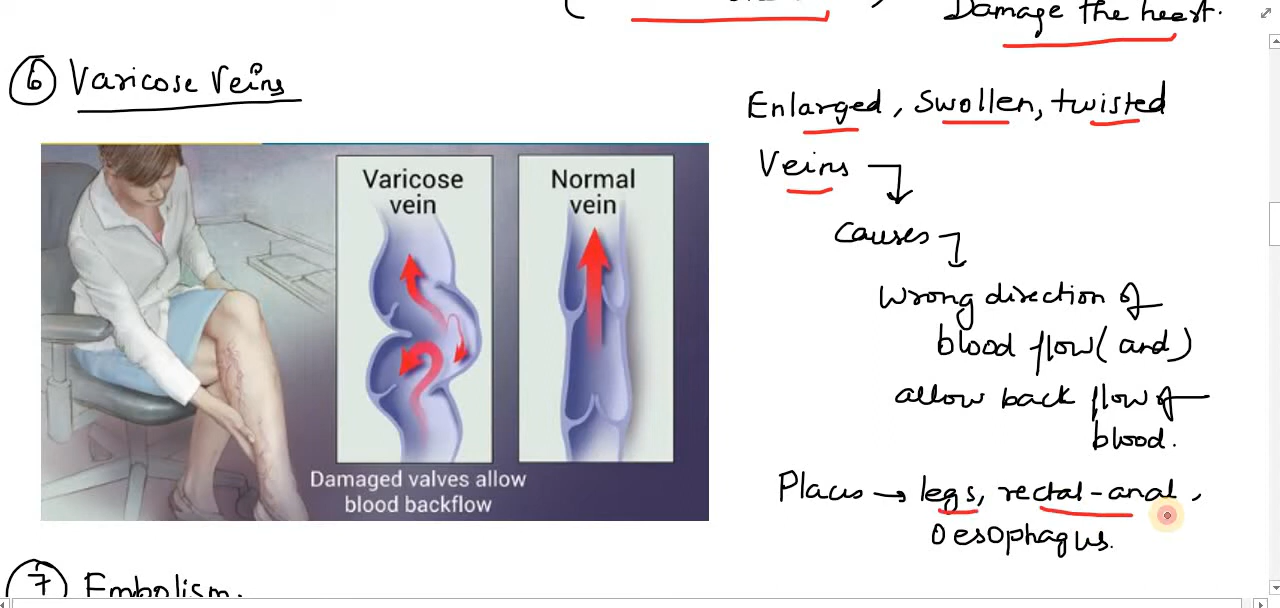 Damage the heart.
6 Varicose Veins
Enlarged, Swollen, twisted
Veins
Causes
Wrong direction of
blood flow (and)
allow back flow of
blood.
Places → legs, rectal-anal,
Oesophagus.
Varicose
vein
Normal
vein
Damaged valves allow
blood backflow
7 Embolism.